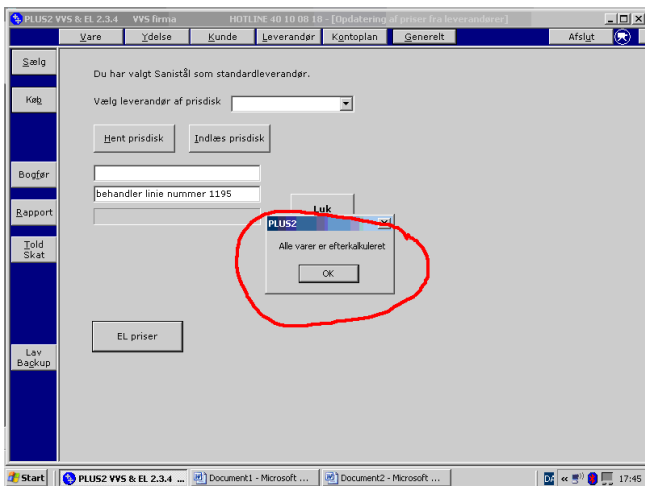 PLUS2 VVS & EL 2.3.4 VVS firma HOTLINE 40 10 08 18 - [Opdatering af priser fra leverandører]
Vare Ydelse Kunde Leverandør Kontoplan Generelt Afslut
Sælg
Køb
Bogfør
Rapport
Told
Skat
Lav
Backup
Du har valgt Sanistål som standardleverandør.
Vælg leverandør af prisdisk
Hent prisdisk Indlæs prisdisk
behandler linie nummer 1195
Luk
PLUS2
Alle varer er efterkalkuleret
OK
EL priser
Start PLUS2 VVS & EL 2.3.4 ... Document1 - Microsoft ... Document2 - Microsoft ... DA « 17:45